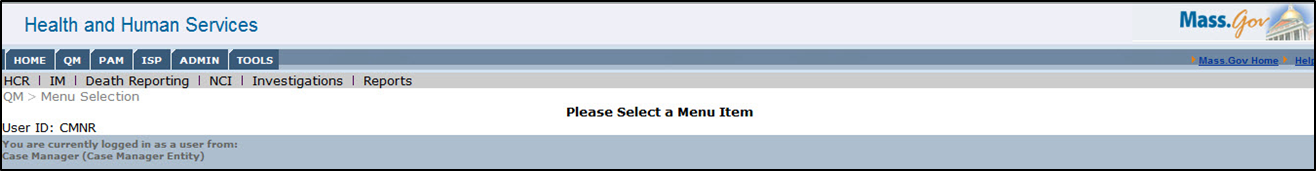 Health and Human Services
Mass.Gov
HOME QM PAM ISP ADMIN TOOLS
Mass.Gov Home Help
HCR | IM | Death Reporting | NCI | Investigations | Reports
QM > Menu Selection
Please Select a Menu Item
User ID: CMNR
You are currently logged in as a user from:
Case Manager (Case Manager Entity)